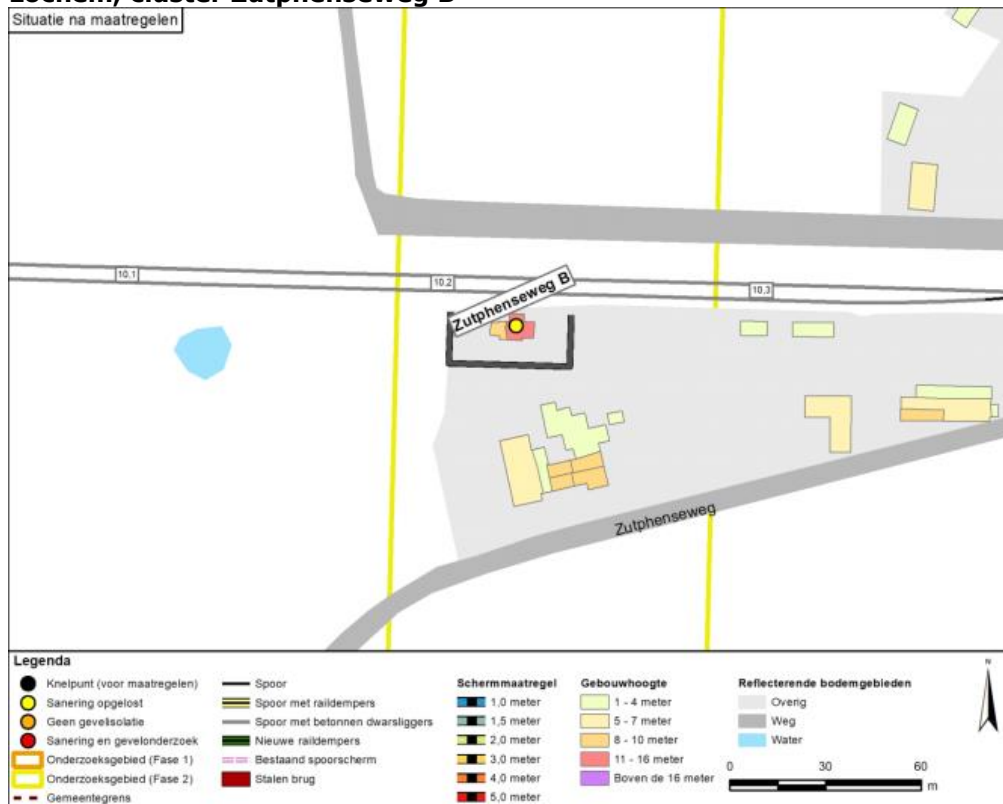 Lochem, cluster Zutphenseweg B
Situatie na maatregelen
10,1
10,2
10,3
Zutphenseweg B
Zutphenseweg
Legenda
Knelpunt (voor maatregelen)
Sanering opgelost
Geen gevelisolatie
Sanering en gevelonderzoek
Onderzoeksgebied (Fase 1)
Onderzoeksgebied (Fase 2)
Gemeentegrens
Spoor
Spoor met raildempers
Spoor met betonnen dwarsliggers
Nieuwe raildempers
Bestaand spoorscherm
Stalen brug
Schermmaatregel
1,0 meter
1,5 meter
2,0 meter
3,0 meter
4,0 meter
5,0 meter
Gebouwhoogte
1 - 4 meter
5 - 7 meter
8 - 10 meter
11 - 16 meter
Boven de 16 meter
Reflecterende bodemgebieden
Overig
Weg
Water
N
0 30 60
m